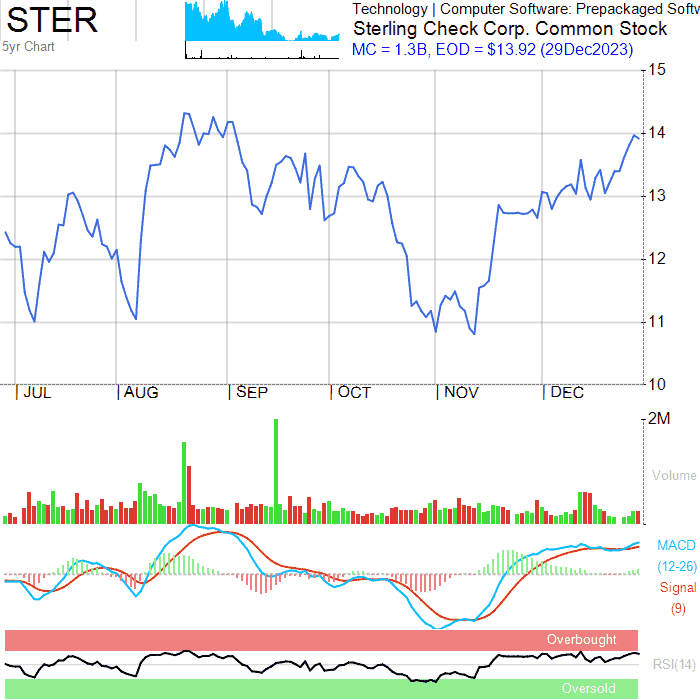 STER
5yr Chart
Technology | Computer Software: Prepackaged Softw
Sterling Check Corp. Common Stock
MC = 1.3B, EOD = $13.92 (29Dec2023)
15
14
13
12
11
10
JUL AUG SEP OCT NOV DEC
2M
Volume
MACD
(12-26)
Signal
(9)
Overbought
RSI(14)
Oversold